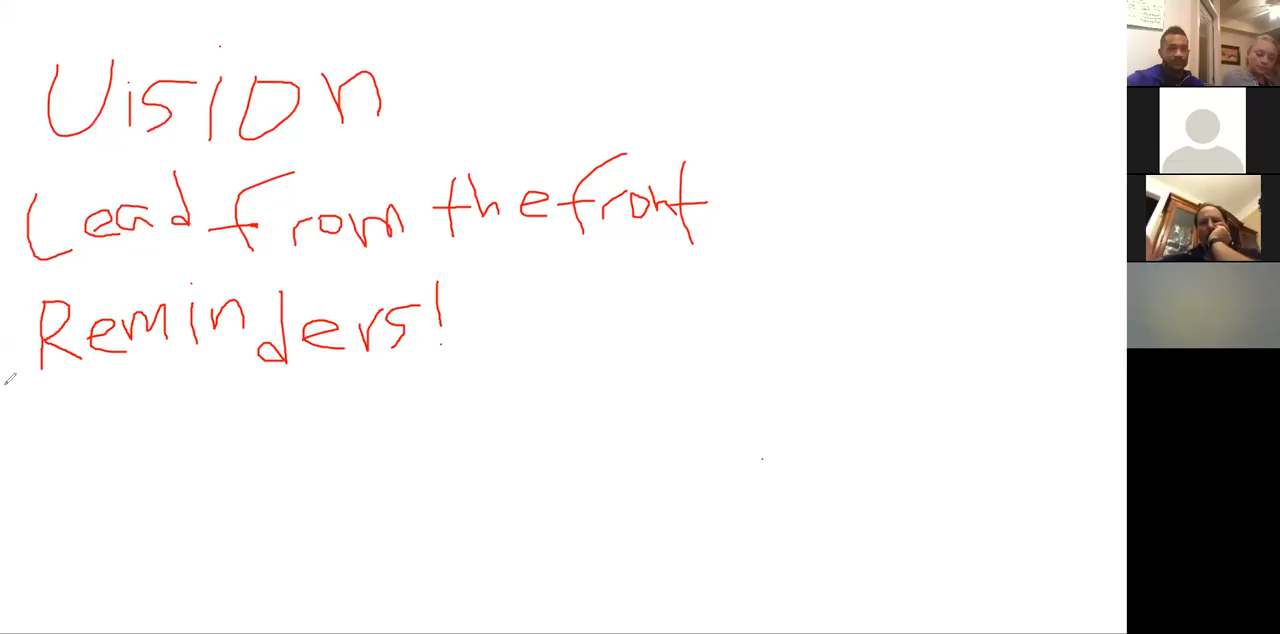 Vision
Lead from the front
Reminders!